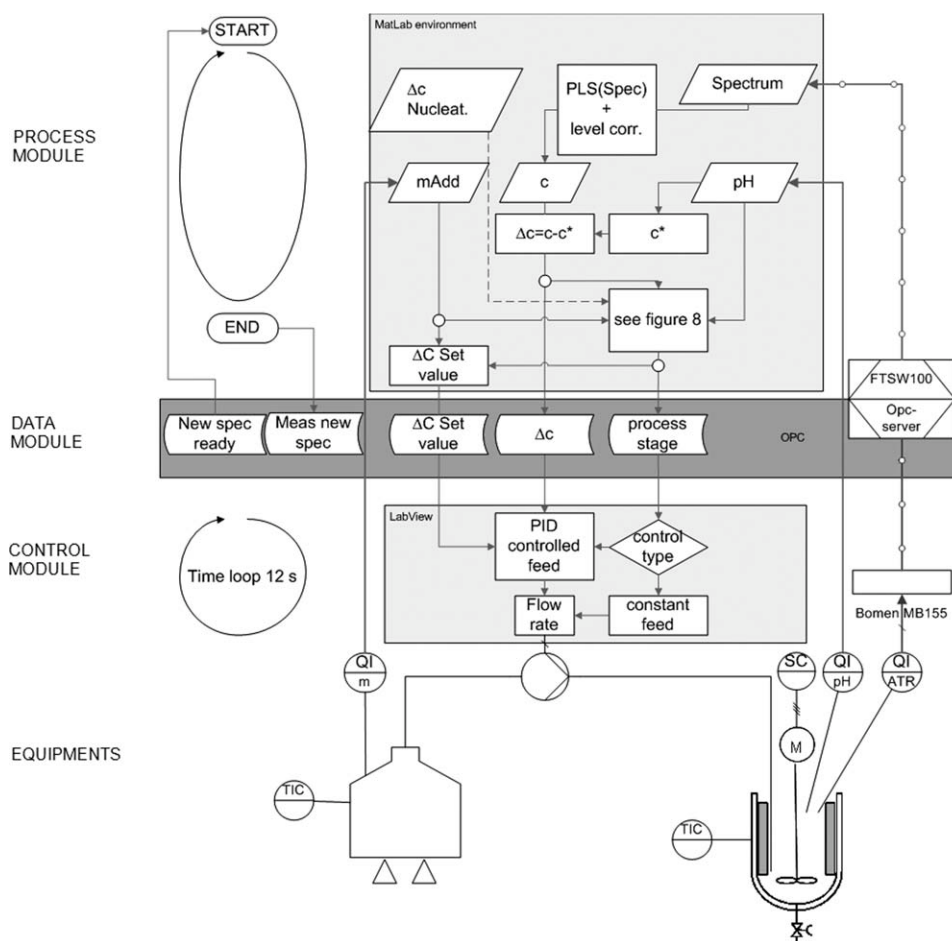 START
MatLab environment
PROCESS
MODULE
Δc
Nucleat.
PLS(Spec)
+
level corr.
Spectrum
mAdd
c
pH
Δc=c-c*
c*
see figure 8
END
ΔC Set
value
FTSW100
Opc-
server
DATA
MODULE
New spec
ready
Meas new
spec
ΔC Set
value
Δc
process
stage
OPC
LabView
CONTROL
MODULE
Time loop 12 s
PID
controlled
feed
control
type
Flow
rate
constant
feed
Bomen MB155
QI
m
SC
QI
pH
QI
ATR
EQUIPMENTS
M
TIC
TIC